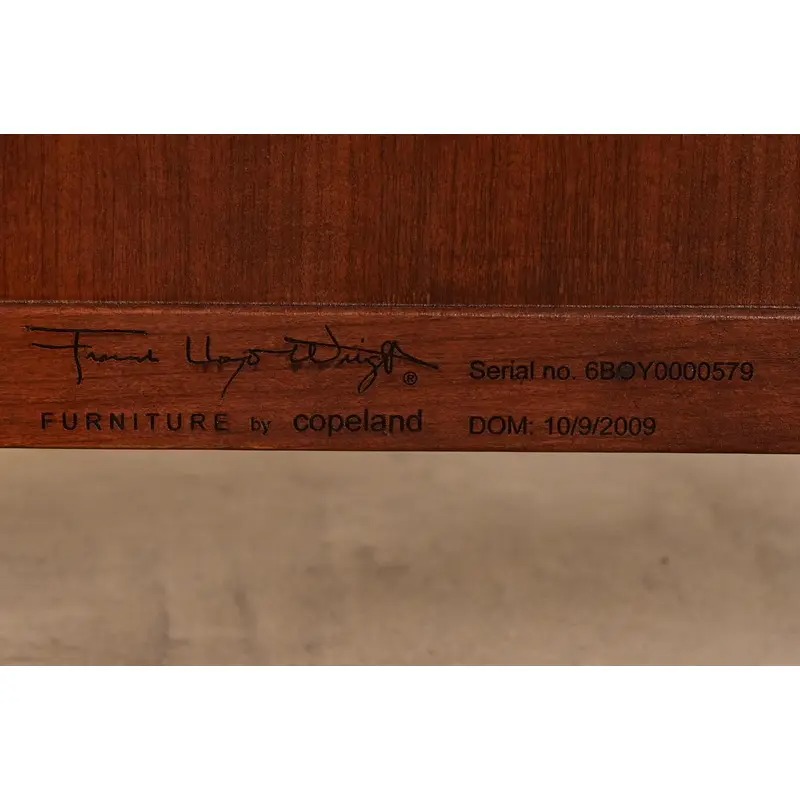 Frank Lloyd Wright®
FURNITURE by copeland
Serial no. 6BOY0000579
DOM: 10/9/2009